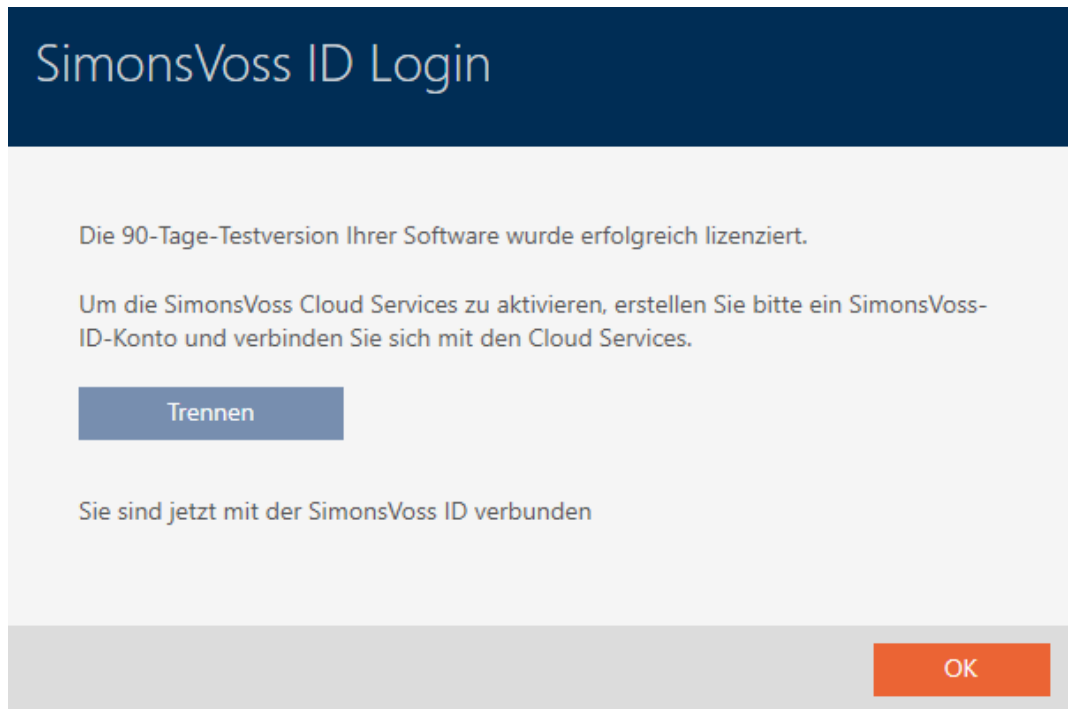 SimonsVoss ID Login
Die 90-Tage-Testversion Ihrer Software wurde erfolgreich lizenziert.
Um die SimonsVoss Cloud Services zu aktivieren, erstellen Sie bitte ein SimonsVoss-
ID-Konto und verbinden Sie sich mit den Cloud Services.
Trennen
Sie sind jetzt mit der SimonsVoss ID verbunden
OK